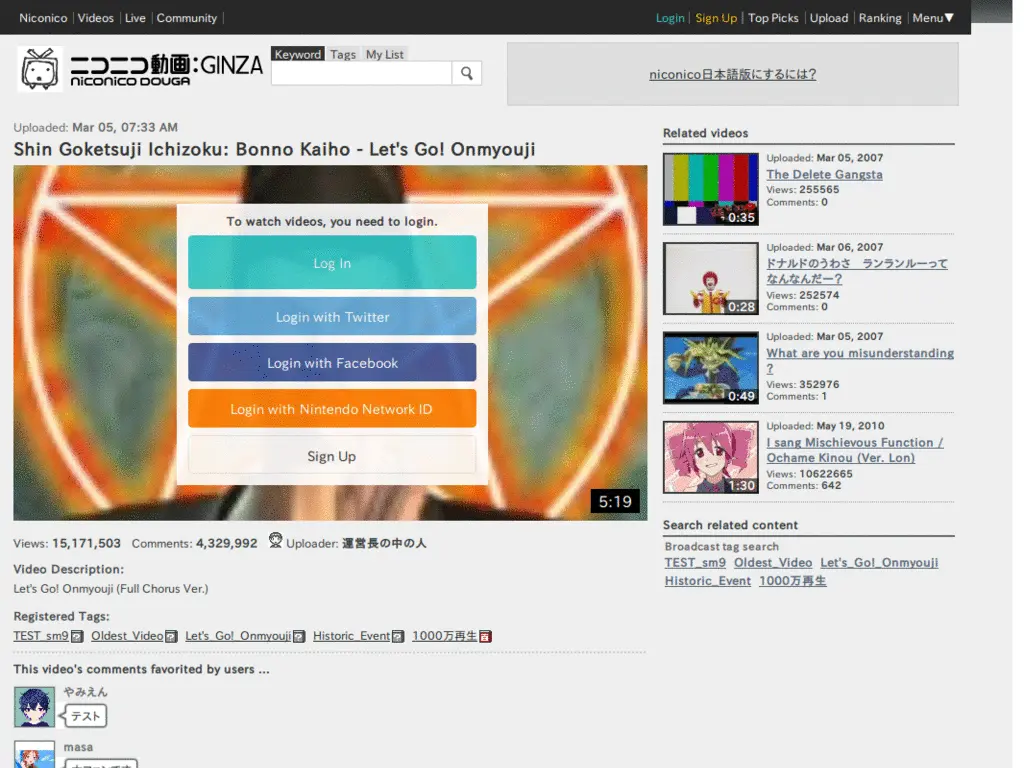 Niconico Videos Live Community
Login Sign Up Top Picks Upload Ranking Menu▼
ニコニコ動画:GINZA
NICONICO DOUGA
Keyword Tags My List
niconico日本語版にするには?
Uploaded: Mar 05, 07:33 AM
Shin Goketsuji Ichizoku: Bonno Kaiho - Let's Go! Onmyouji
To watch videos, you need to login.
Log In
Login with Twitter
Login with Facebook
Login with Nintendo Network ID
Sign Up
5:19
Views: 15,171,503 Comments: 4,329,992 Uploader: 運営長の中の人
Video Description:
Let's Go! Onmyouji (Full Chorus Ver.)
Registered Tags:
TEST_sm9 Oldest_Video Let's_Go!_Onmyouji Historic_Event 1000万再生
This video's comments favorited by users ...
やみえん
テスト
masa
Related videos
Uploaded: Mar 05, 2007
The Delete Gangsta
Views: 255565
Comments: 0
0:35
Uploaded: Mar 06, 2007
ドナルドのうわさ ランランルーって
なんなんだー?
Views: 252574
Comments: 0
0:28
Uploaded: Mar 05, 2007
What are you misunderstanding
?
Views: 352976
Comments: 1
0:49
Uploaded: May 19, 2010
I sang Mischievous Function /
Ochame Kinou (Ver. Lon)
Views: 10622665
Comments: 642
1:30
Search related content
Broadcast tag search
TEST_sm9 Oldest_Video Let's_Go!_Onmyouji
Historic_Event 1000万再生